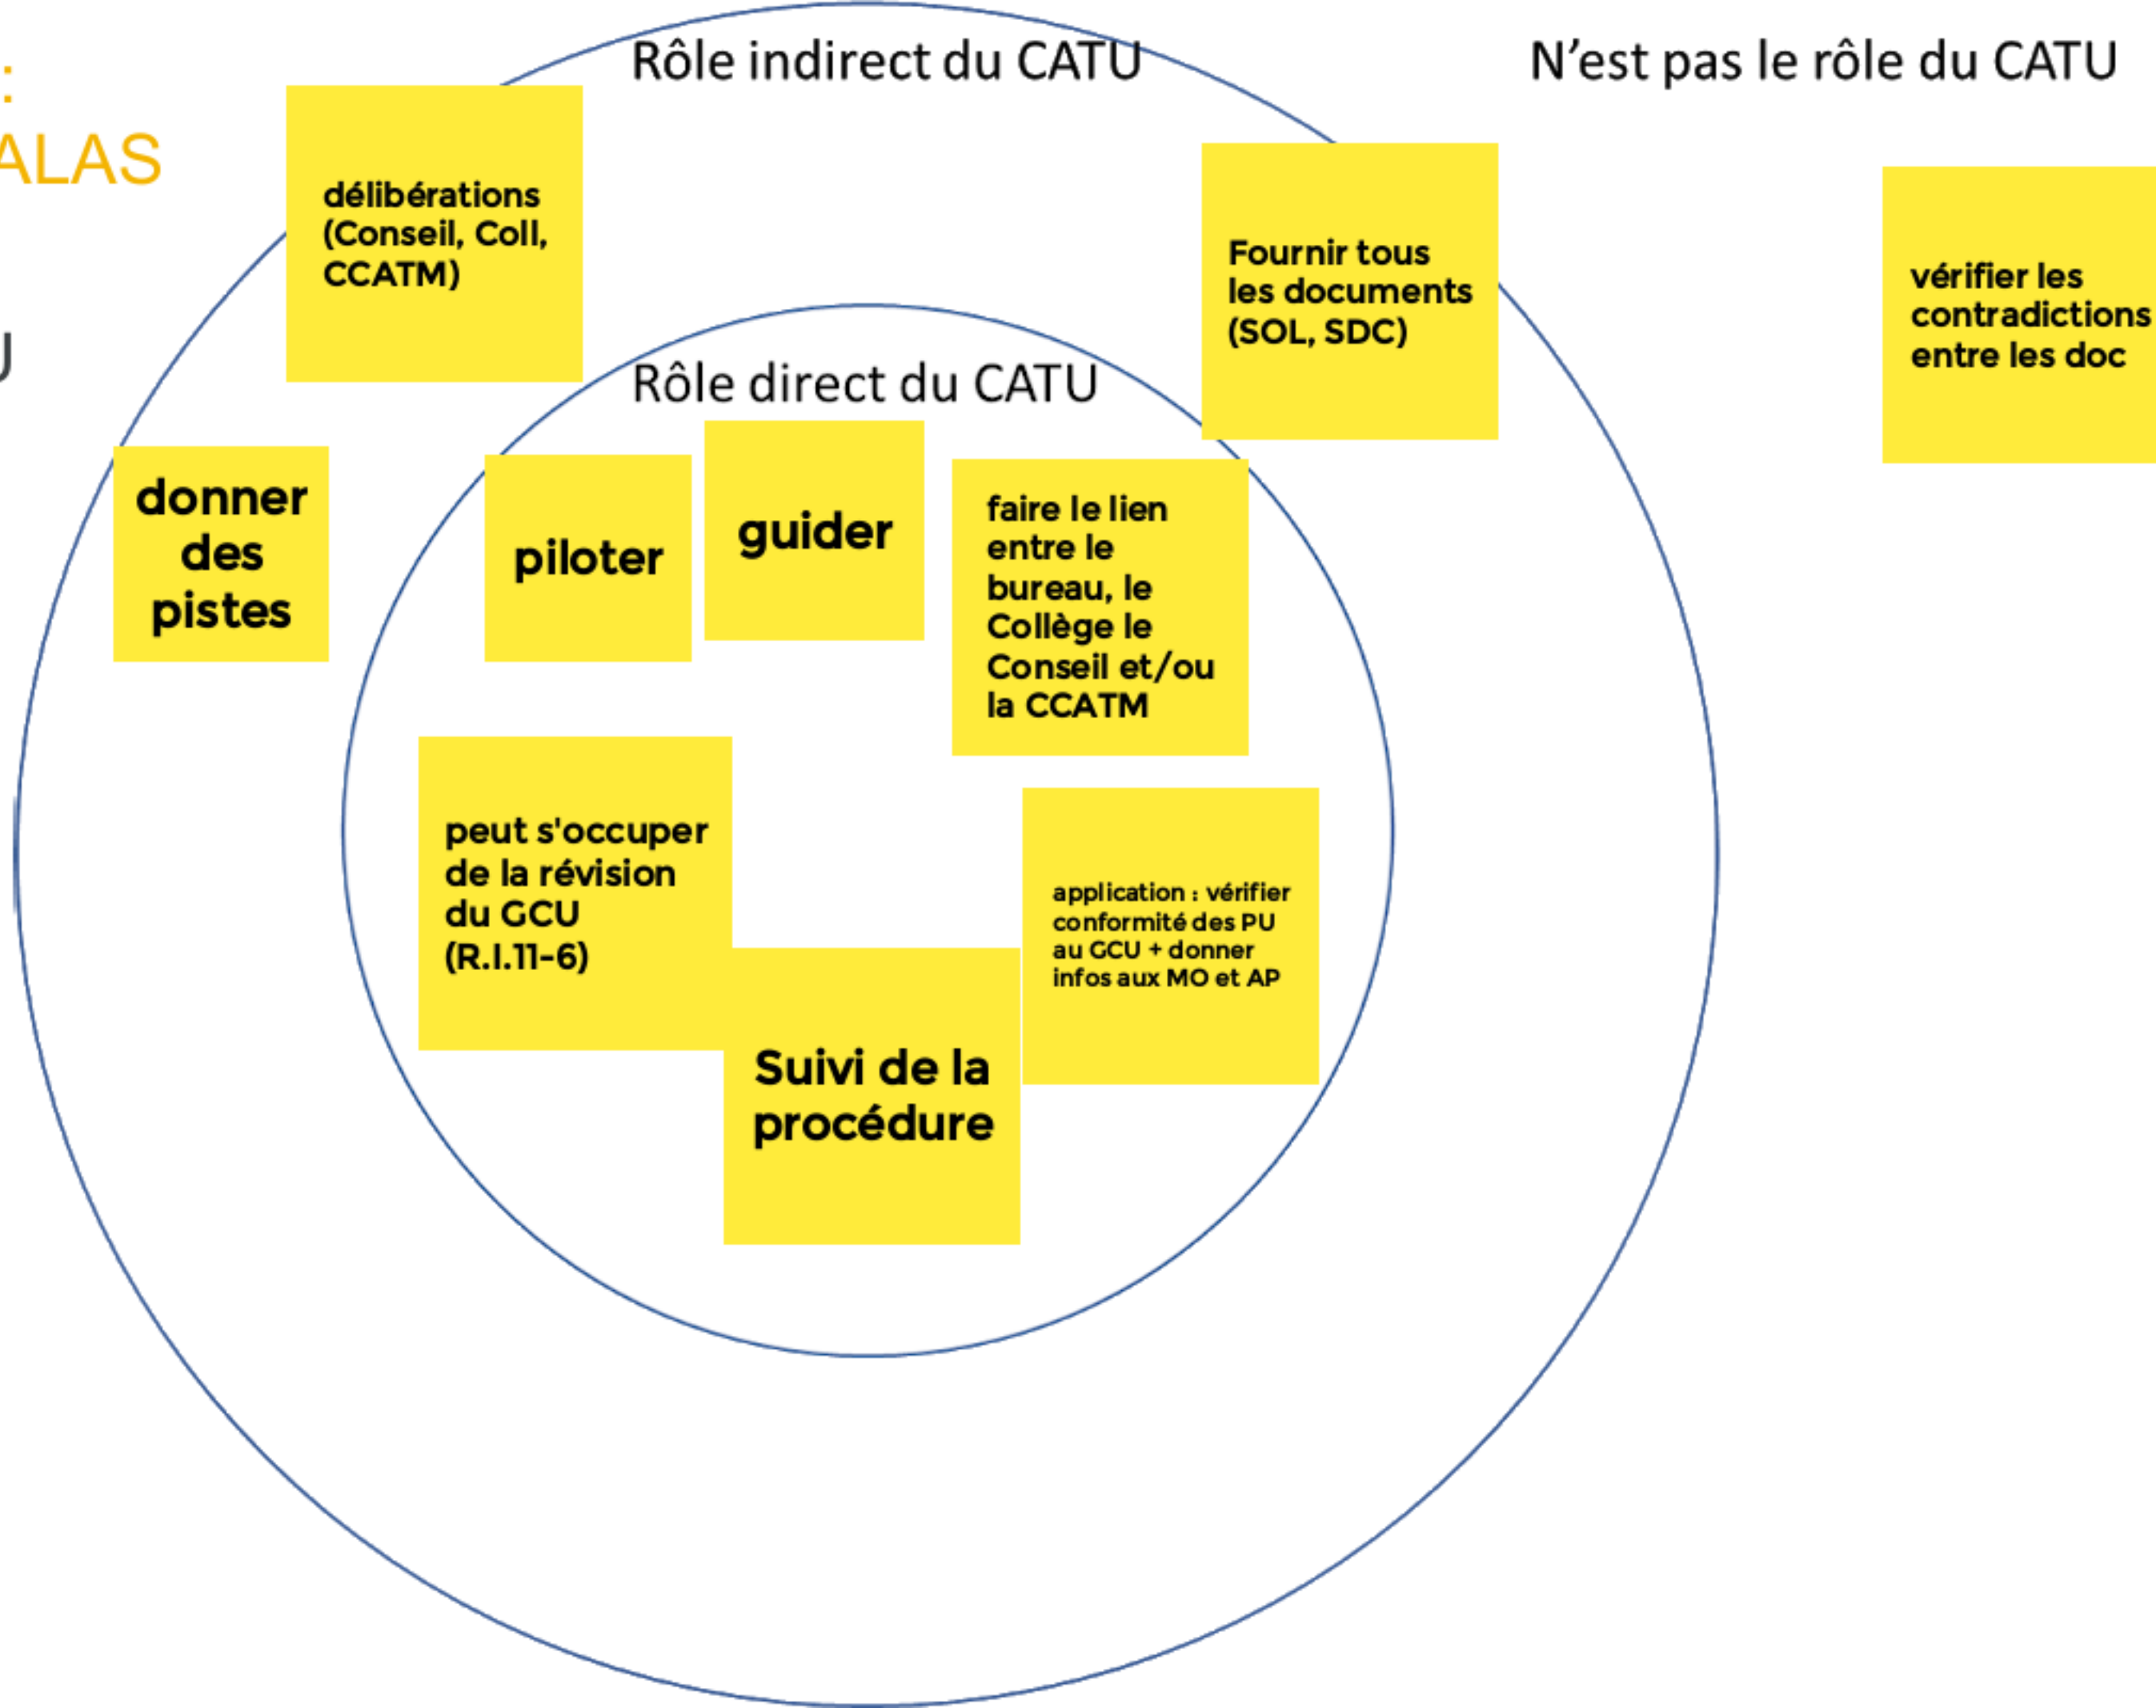 Rôle indirect du CATU
N’est pas le rôle du CATU
:
ALAS
U
délibérations
(Conseil, Coll,
CCATM)
Fournir tous
les documents
(SOL, SDC)
vérifier les
contradictions
entre les doc
Rôle direct du CATU
donner
des
pistes
piloter
guider
faire le lien
entre le
bureau, le
Collège le
Conseil et/ou
la CCATM
peut s'occuper
de la révision
du GCU
(R.I.11-6)
application : vérifier
conformité des PU
au GCU + donner
infos aux MO et AP
Suivi de la
procédure